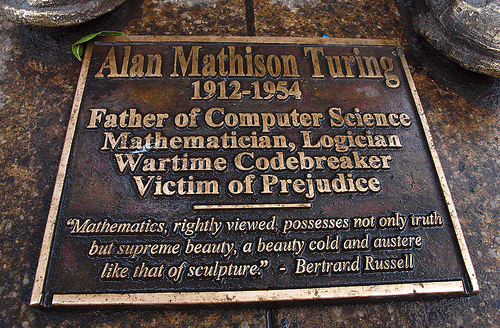 Alan Mathison Turing
1912-1954
Father of Computer Science
Mathematician, Logician
Wartime Codebreaker
Victim of Prejudice
“Mathematics, rightly viewed, possesses not only truth
but supreme beauty, a beauty cold and austere
like that of sculpture.” - Bertrand Russell